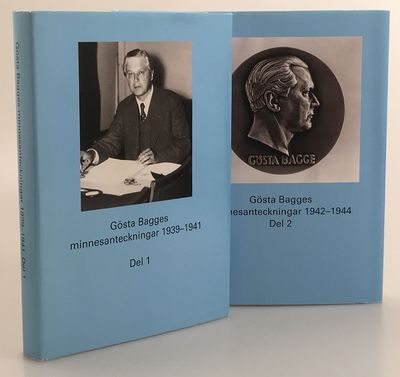 Gösta Bagges minnesanteckningar 1939–1941 Del 1
Gösta Bagges
minnesanteckningar 1939–1941
Del 1
GÖSTA BAGGE
Gösta Bagges
nesanteckningar 1942–1944
Del 2